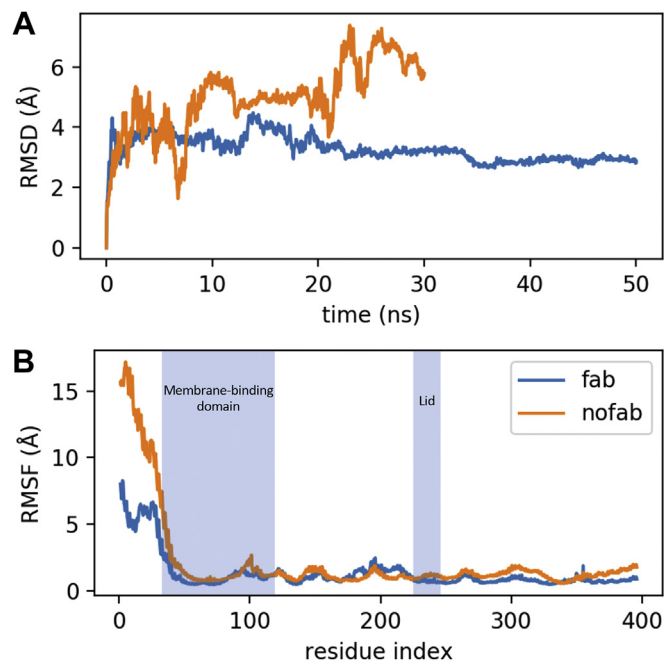 A
RMSD (Å)
6
4
2
0
0 10 20 30 40 50
time (ns)
B
RMSF (Å)
15
10
5
0
Membrane-binding
domain
Lid
fab
nofab
0 100 200 300 400
residue index